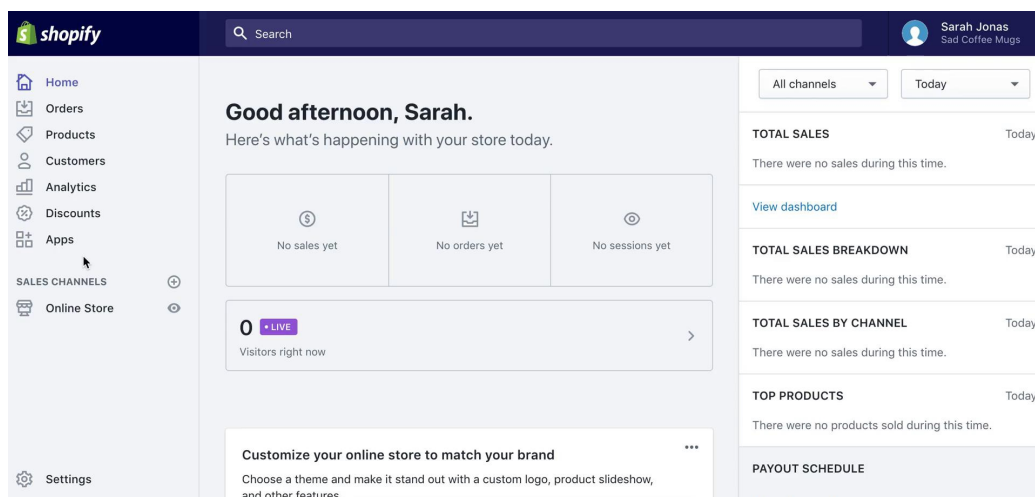 shopify
Search
Sarah Jonas
Sad Coffee Mugs
Home
Orders
Products
Customers
Analytics
Discounts
Apps
SALES CHANNELS
Online Store
Settings
Good afternoon, Sarah.
Here's what's happening with your store today.
No sales yet
No orders yet
No sessions yet
0 • LIVE
Visitors right now
Customize your online store to match your brand
Choose a theme and make it stand out with a custom logo, product slideshow,
and other features
All channels
Today
TOTAL SALES Today
There were no sales during this time.
View dashboard
TOTAL SALES BREAKDOWN Today
There were no sales during this time.
TOTAL SALES BY CHANNEL Today
There were no sales during this time.
TOP PRODUCTS Today
There were no products sold during this time.
PAYOUT SCHEDULE